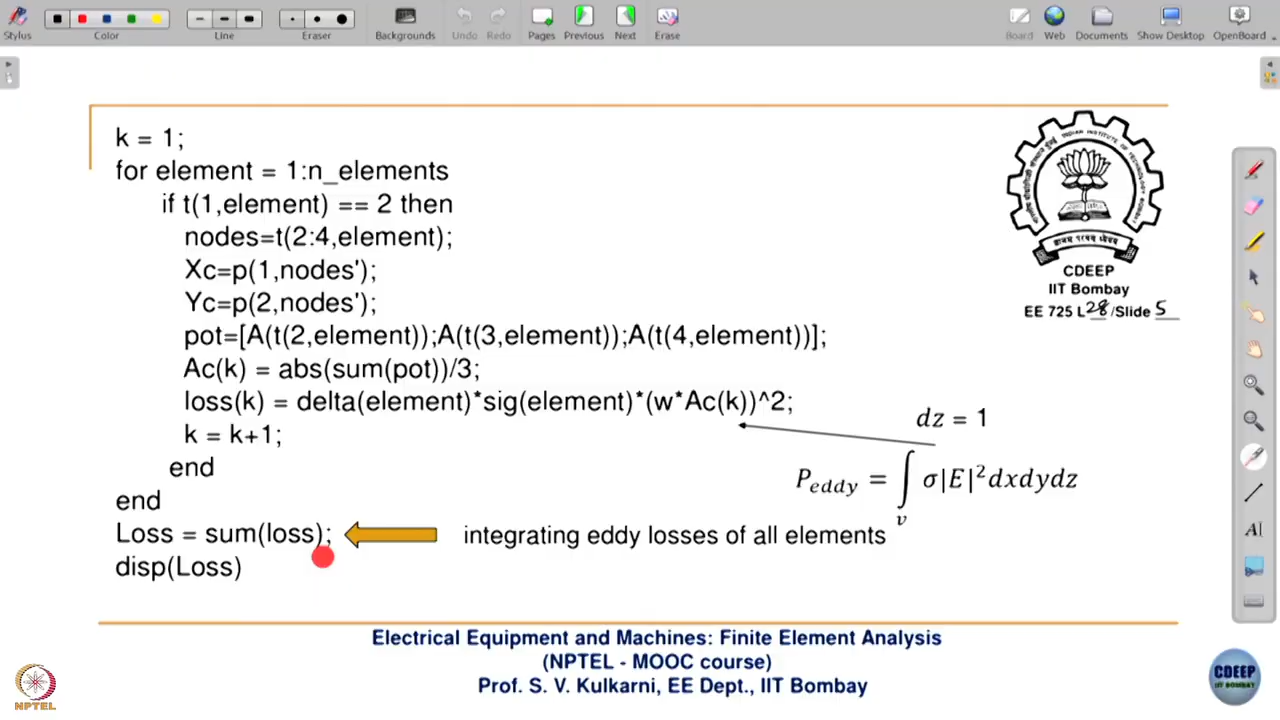 Stylus
Color
Line
Eraser
Backgrounds
Undo
Redo
Pages
Previous
Next
Erase
Board
Web
Documents
Show Desktop
OpenBoard
k = 1;
for element = 1:n_elements
if t(1,element) == 2 then
nodes=t(2:4,element);
Xc=p(1,nodes');
Yc=p(2,nodes');
pot=[A(t(2,element));A(t(3,element));A(t(4,element))];
Ac(k) = abs(sum(pot))/3;
loss(k) = delta(element)*sig(element)*(w*Ac(k))^2;
k = k+1;
end
end
Loss = sum(loss);
disp(Loss)
dz = 1
P_eddy = ∫_v σ|E|²dxdydz
integrating eddy losses of all elements
CDEEP
IIT Bombay
EE 725 L 28 /Slide 5
Electrical Equipment and Machines: Finite Element Analysis
(NPTEL - MOOC course)
Prof. S. V. Kulkarni, EE Dept., IIT Bombay
NPTEL
CDEEP
IIT BOMBAY